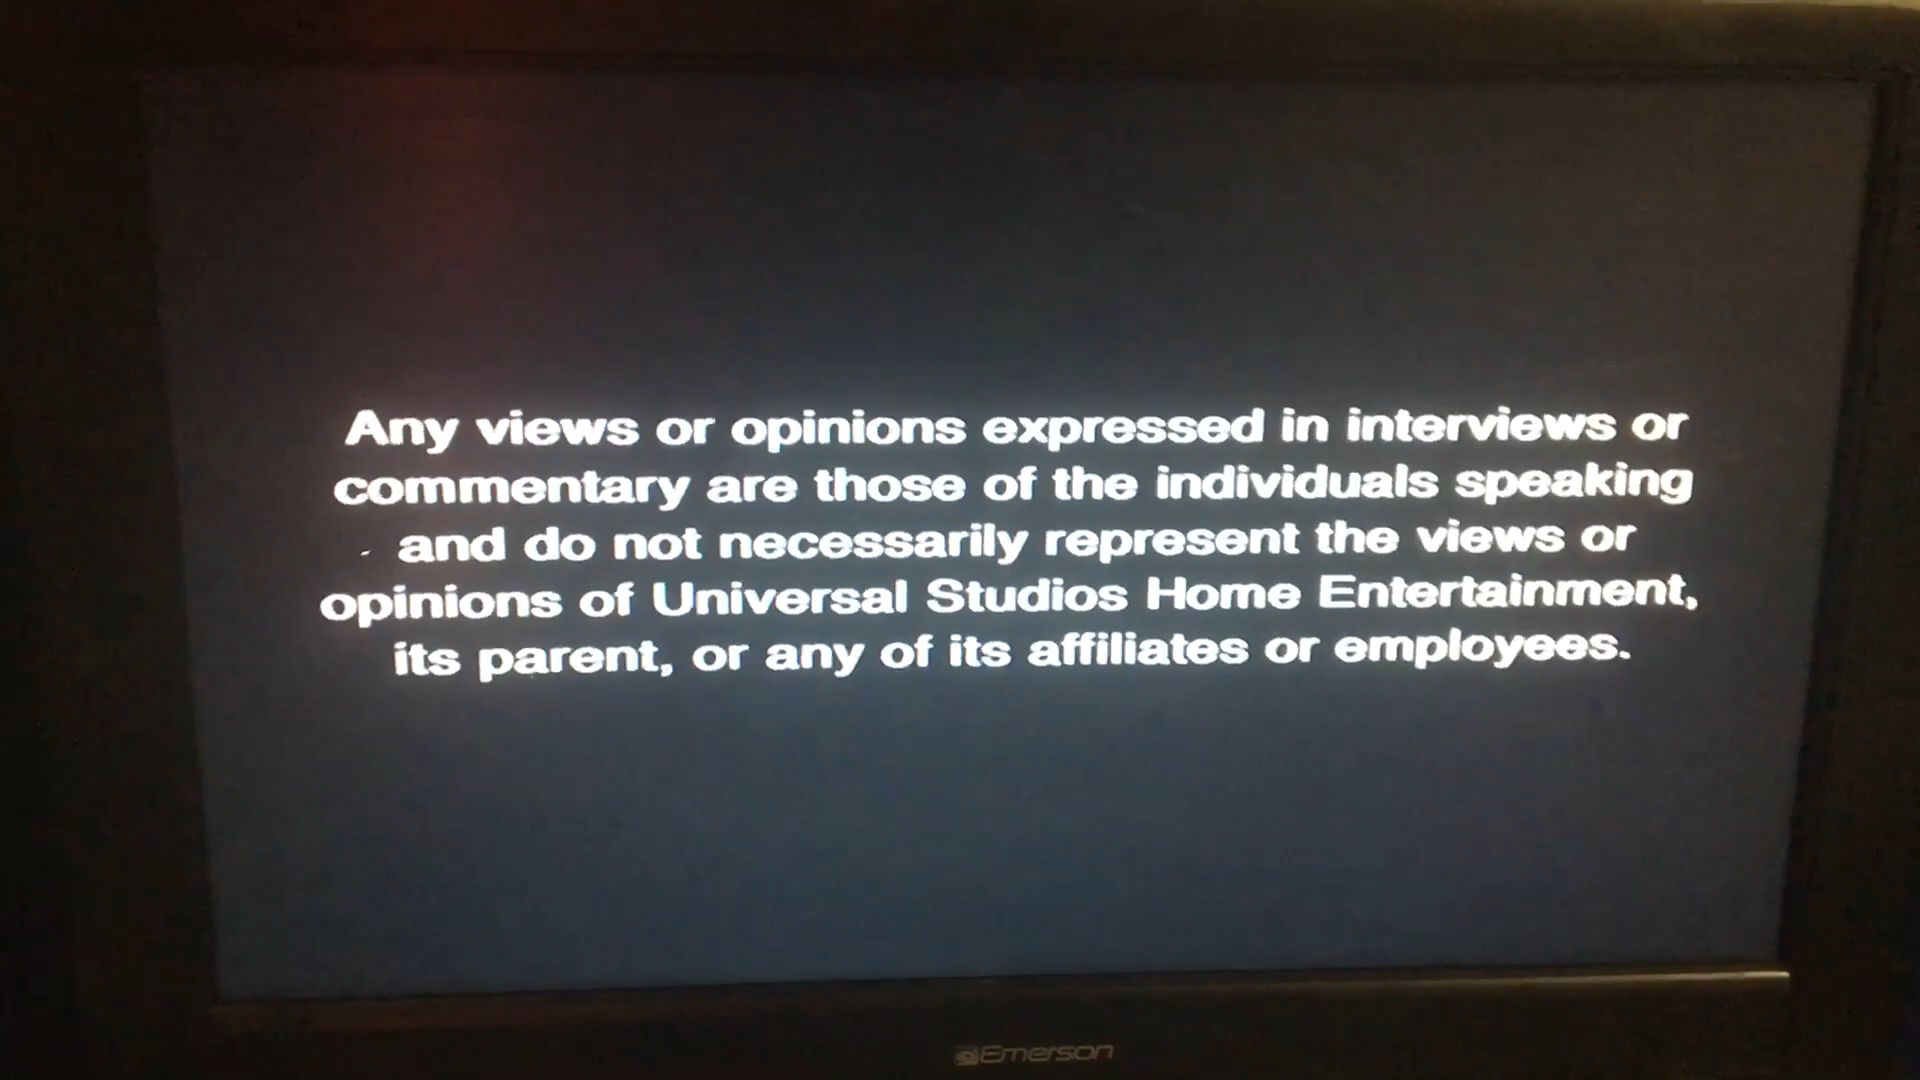 Any views or opinions expressed in interviews or
commentary are those of the individuals speaking
and do not necessarily represent the views or
opinions of Universal Studios Home Entertainment,
its parent, or any of its affiliates or employees.
Emerson